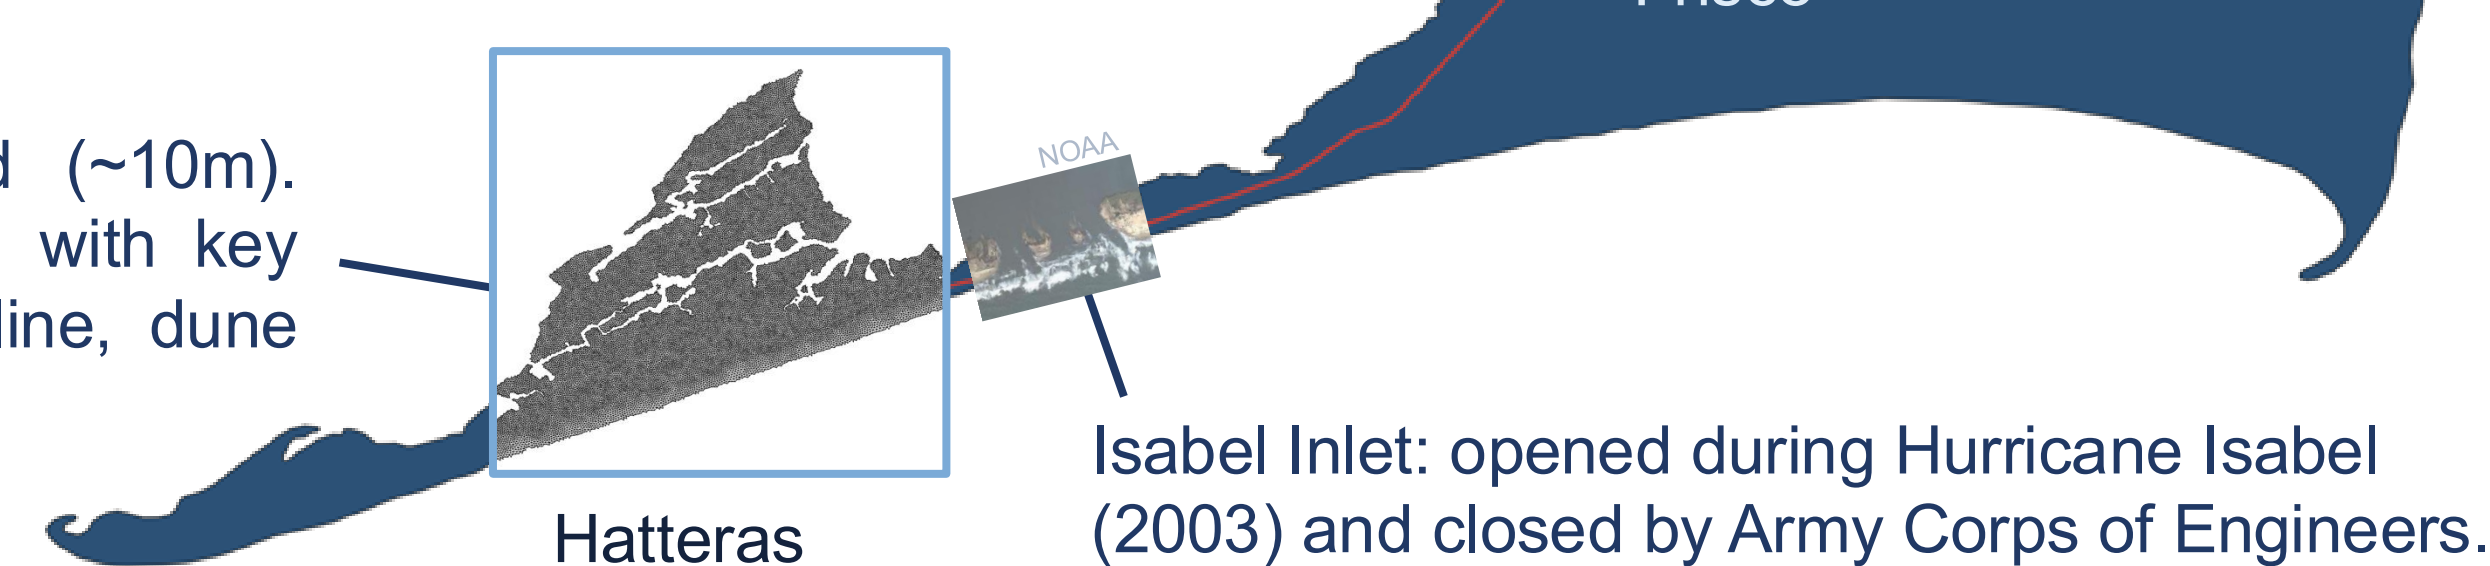 Frisco
NOAA
(~10m).
with key
line, dune
Isabel Inlet: opened during Hurricane Isabel
(2003) and closed by Army Corps of Engineers.
Hatteras